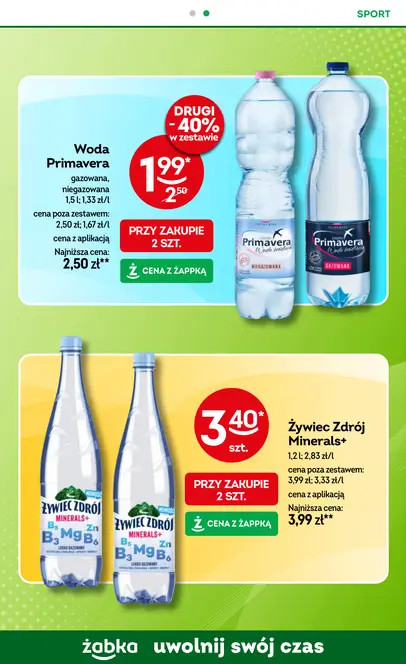 SPORT
Woda
Primavera
gazowana,
niegazowana
1,5 l; 1,33 zł/l
cena poza zestawem:
2,50 zł; 1,67 zł/l
cena z aplikacją
Najniższa cena:
2,50 zł**
DRUGI
-40%
w zestawie
1,99*
2,50
PRZY ZAKUPIE
2 SZT.
Ż CENA Z ŻAPPKĄ
Primavera
NIEGAZOWANA
Primavera
GAZOWANA
ŻYWIEC ZDRÓJ
MINERALS+
B3 Mg B6 Zn
ŻYWIEC ZDRÓJ
MINERALS+
B3 Mg B6 Zn
LEKKO GAZOWANY
3,40*
szt.
PRZY ZAKUPIE
2 SZT.
Ż CENA Z ŻAPPKĄ
Żywiec Zdrój
Minerals+
1,2 l; 2,83 zł/l
cena poza zestawem:
3,99 zł; 3,33 zł/l
cena z aplikacją
Najniższa cena:
3,99 zł**
żabka uwolnij swój czas